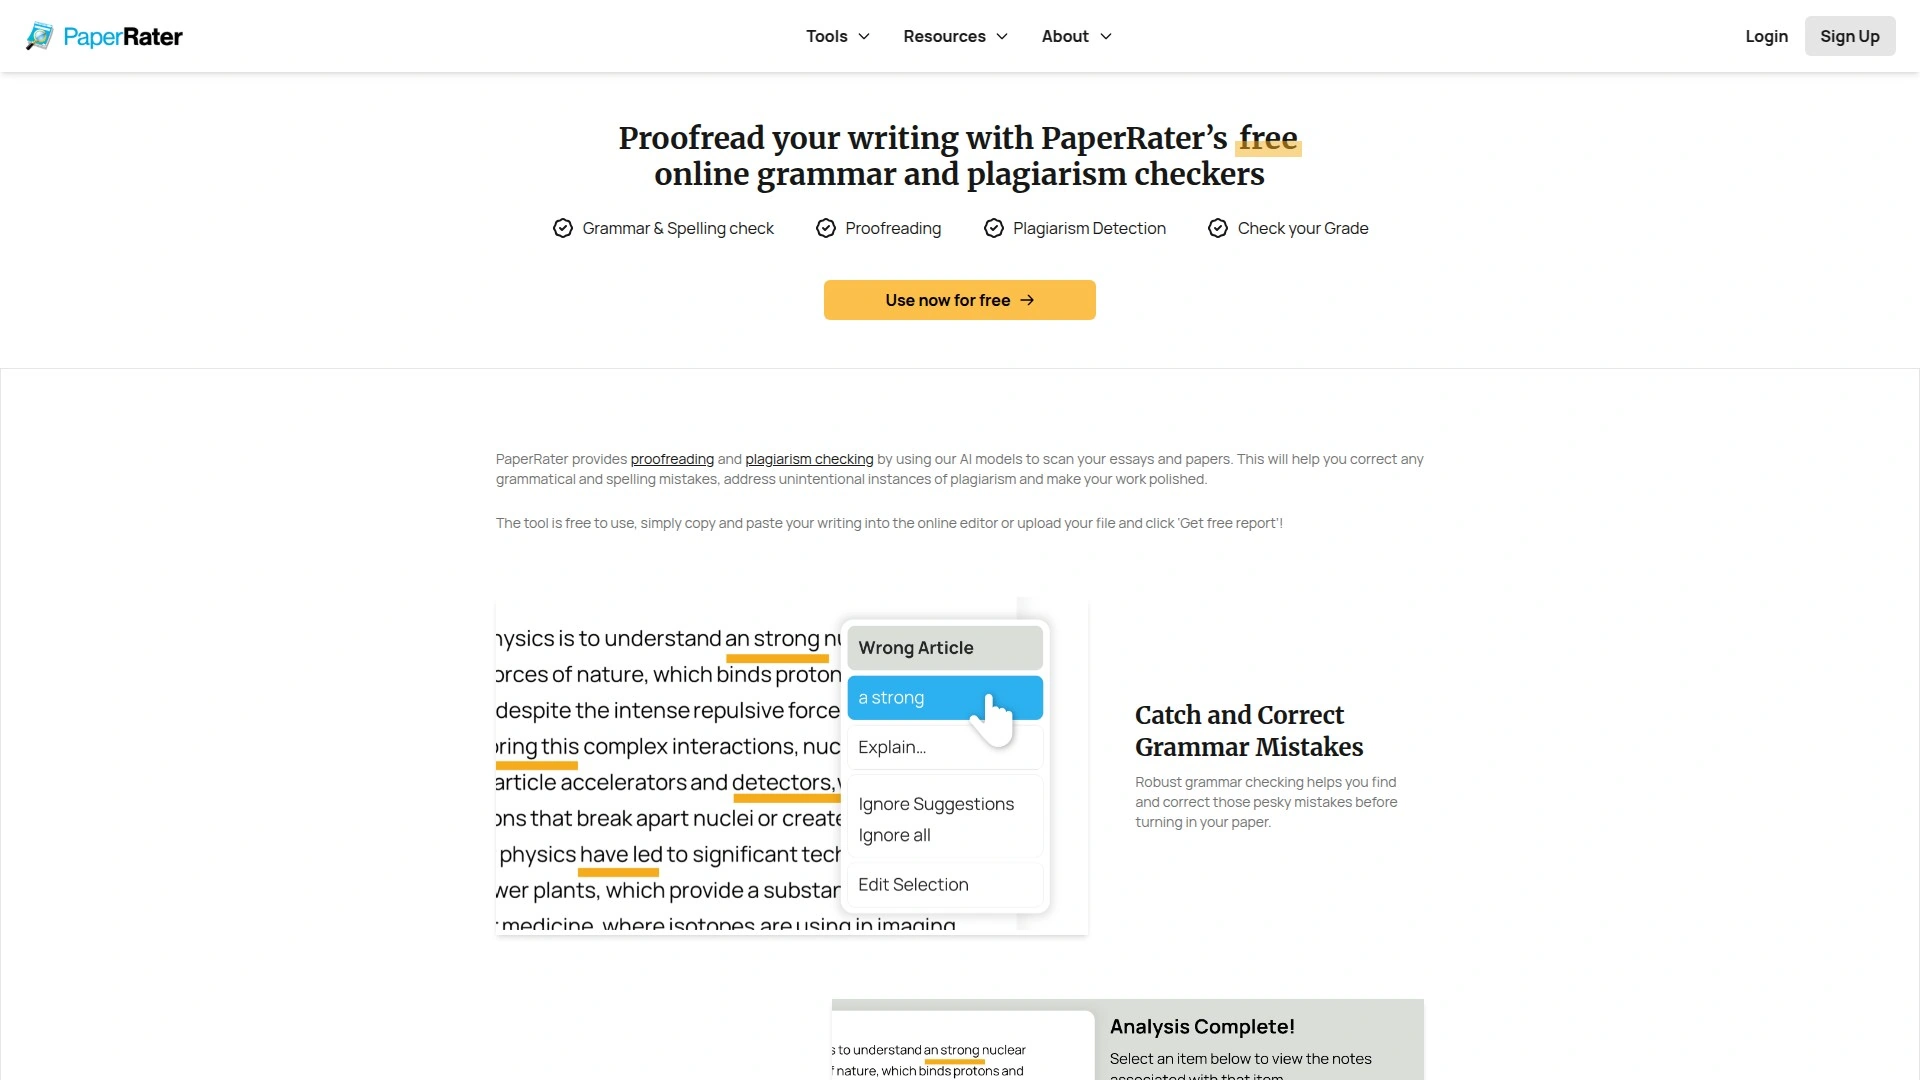 PaperRater
Tools
Resources
About
Login
Sign Up
Proofread your writing with PaperRater’s free
online grammar and plagiarism checkers
Grammar & Spelling check
Proofreading
Plagiarism Detection
Check your Grade
Use now for free →
PaperRater provides proofreading and plagiarism checking by using our AI models to scan your essays and papers. This will help you correct any
grammatical and spelling mistakes, address unintentional instances of plagiarism and make your work polished.
The tool is free to use, simply copy and paste your writing into the online editor or upload your file and click 'Get free report'!
ysics is to understand an strong
orces of nature, which binds proton
despite the intense repulsive force
oring this complex interactions, nuc
article accelerators and detectors,
ons that break apart nuclei or create
physics have led to significant tech
wer plants, which provide a substan
medicine, where isotopes are using in imaging
Wrong Article
a strong
Explain...
Ignore Suggestions
Ignore all
Edit Selection
Catch and Correct
Grammar Mistakes
Robust grammar checking helps you find
and correct those pesky mistakes before
turning in your paper.
s to understand an strong nuclear
f nature, which binds protons and
Analysis Complete!
Select an item below to view the notes
associated with that item